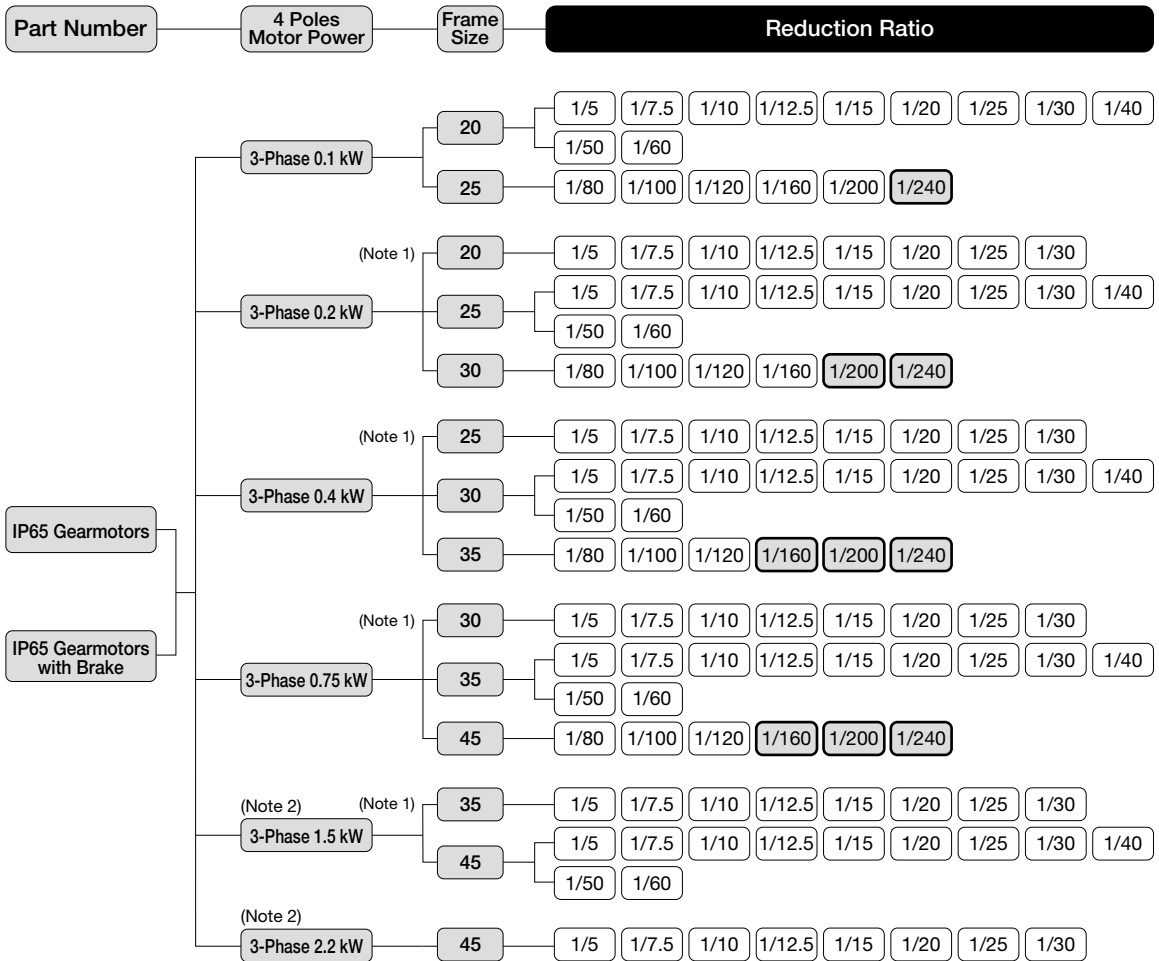 Part Number 4 Poles Motor Power Frame Size Reduction Ratio
1/5 1/7.5 1/10 1/12.5 1/15 1/20 1/25 1/30 1/40
20
1/50 1/60
3-Phase 0.1 kW
25 1/80 1/100 1/120 1/160 1/200 1/240
(Note 1) 20 1/5 1/7.5 1/10 1/12.5 1/15 1/20 1/25 1/30
1/5 1/7.5 1/10 1/12.5 1/15 1/20 1/25 1/30 1/40
3-Phase 0.2 kW 25
1/50 1/60
30 1/80 1/100 1/120 1/160 1/200 1/240
(Note 1) 25 1/5 1/7.5 1/10 1/12.5 1/15 1/20 1/25 1/30
1/5 1/7.5 1/10 1/12.5 1/15 1/20 1/25 1/30 1/40
3-Phase 0.4 kW 30
1/50 1/60
IP65 Gearmotors
35 1/80 1/100 1/120 1/160 1/200 1/240
(Note 1) 30 1/5 1/7.5 1/10 1/12.5 1/15 1/20 1/25 1/30
IP65 Gearmotors
with Brake
1/5 1/7.5 1/10 1/12.5 1/15 1/20 1/25 1/30 1/40
3-Phase 0.75 kW 35
1/50 1/60
45 1/80 1/100 1/120 1/160 1/200 1/240
(Note 2) (Note 1) 35 1/5 1/7.5 1/10 1/12.5 1/15 1/20 1/25 1/30
3-Phase 1.5 kW
1/5 1/7.5 1/10 1/12.5 1/15 1/20 1/25 1/30 1/40
45
1/50 1/60
(Note 2)
3-Phase 2.2 kW 45 1/5 1/7.5 1/10 1/12.5 1/15 1/20 1/25 1/30